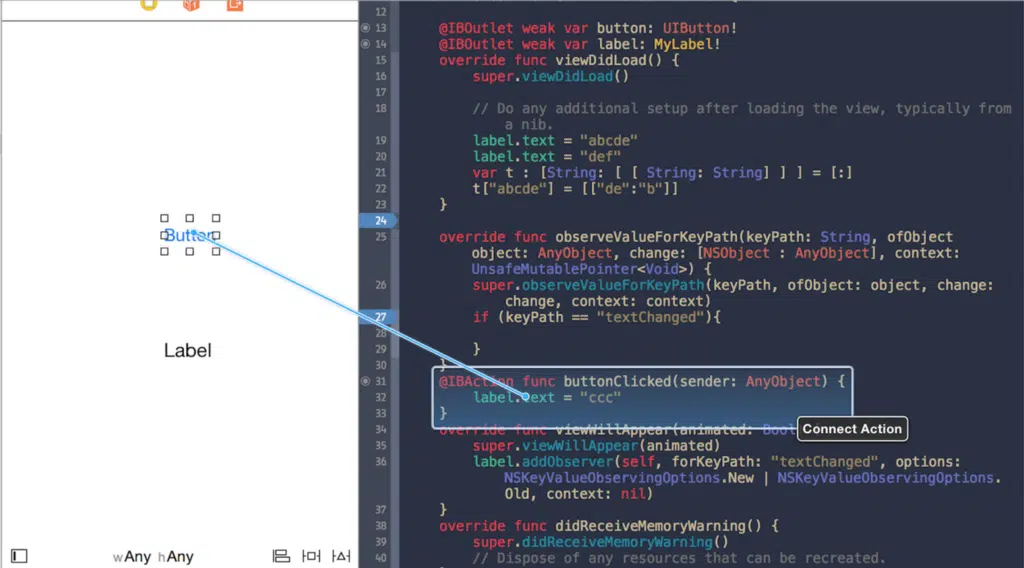 Button
Label
wAny hAny
12
13 @IBOutlet weak var button: UIButton!
14 @IBOutlet weak var label: MyLabel!
15 override func viewDidLoad() {
16 super.viewDidLoad()
17
18 // Do any additional setup after loading the view, typically from
a nib.
19 label.text = "abcde"
20 label.text = "def"
21 var t : [String: [ [ String: String] ] ] = [:]
22 t["abcde"] = [["de":"b"]]
23 }
24
25 override func observeValueForKeyPath(keyPath: String, ofObject
object: AnyObject, change: [NSObject : AnyObject], context:
UnsafeMutablePointer<Void>) {
26 super.observeValueForKeyPath(keyPath, ofObject: object, change:
change, context: context)
27 if (keyPath == "textChanged"){
28
29 }
30 }
31 @IBAction func buttonClicked(sender: AnyObject) {
32 label.text = "ccc"
33 }
Connect Action
34 override func viewWillAppear(animated: Bool
35 super.viewWillAppear(animated)
36 label.addObserver(self, forKeyPath: "textChanged", options:
NSKeyValueObservingOptions.New | NSKeyValueObservingOptions.
Old, context: nil)
37 }
38 override func didReceiveMemoryWarning() {
39 super.didReceiveMemoryWarning()
40 // Dispose of any resources that can be recreated.